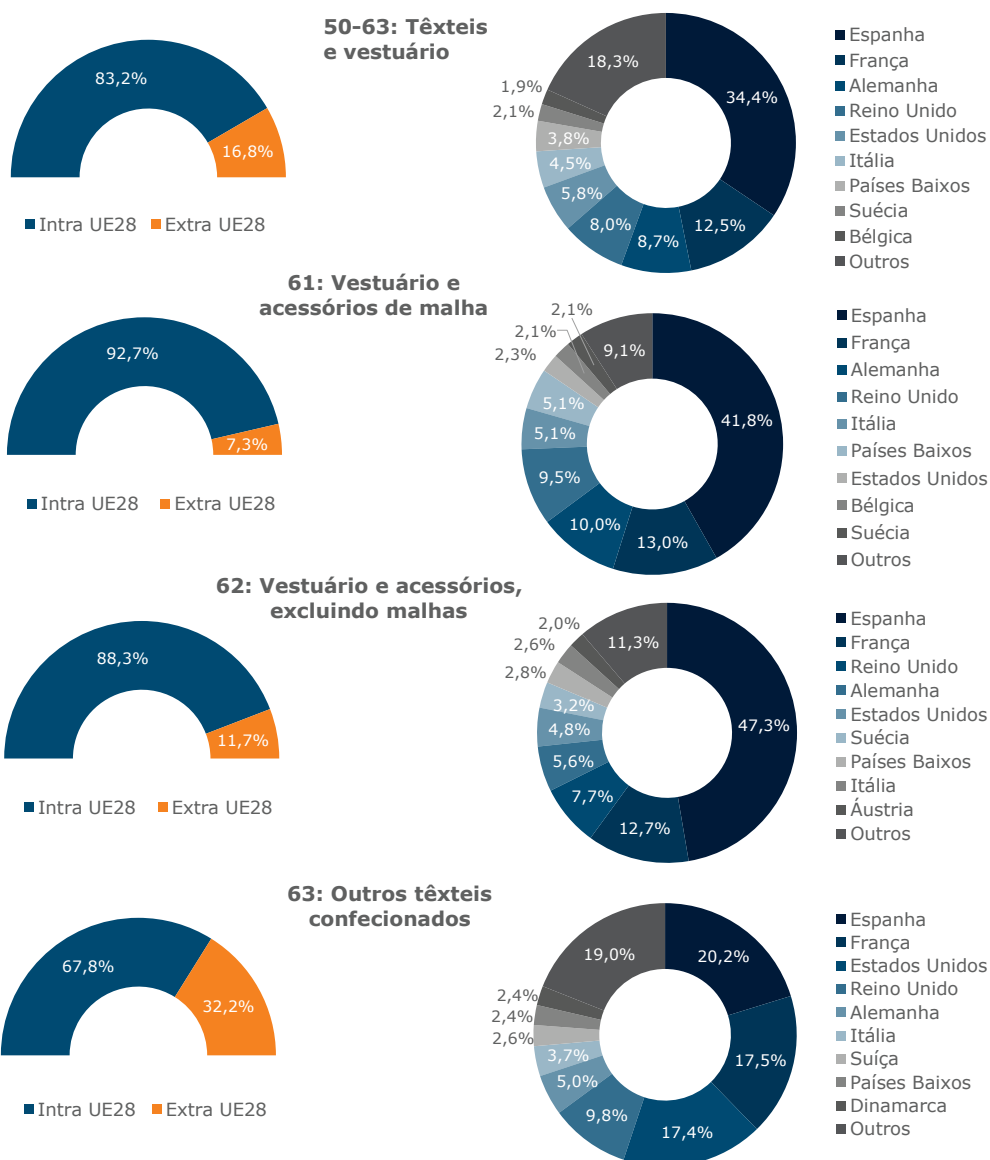 50-63: Têxteis
e vestuário
83,2%
16,8%
Intra UE28 Extra UE28
34,4%
12,5%
8,7%
8,0%
5,8%
4,5%
3,8%
2,1%
1,9%
18,3%
Espanha
França
Alemanha
Reino Unido
Estados Unidos
Itália
Países Baixos
Suécia
Bélgica
Outros
61: Vestuário e
acessórios de malha
92,7%
7,3%
Intra UE28 Extra UE28
41,8%
13,0%
10,0%
9,5%
5,1%
5,1%
2,3%
2,1%
2,1%
9,1%
Espanha
França
Alemanha
Reino Unido
Itália
Países Baixos
Estados Unidos
Bélgica
Suécia
Outros
62: Vestuário e acessórios,
excluindo malhas
88,3%
11,7%
Intra UE28 Extra UE28
47,3%
12,7%
7,7%
5,6%
4,8%
3,2%
2,8%
2,6%
2,0%
11,3%
Espanha
França
Reino Unido
Alemanha
Estados Unidos
Suécia
Países Baixos
Itália
Áustria
Outros
63: Outros têxteis
confecionados
67,8%
32,2%
Intra UE28 Extra UE28
20,2%
17,5%
17,4%
9,8%
5,0%
3,7%
2,6%
2,4%
2,4%
19,0%
Espanha
França
Estados Unidos
Reino Unido
Alemanha
Itália
Suíça
Países Baixos
Dinamarca
Outros